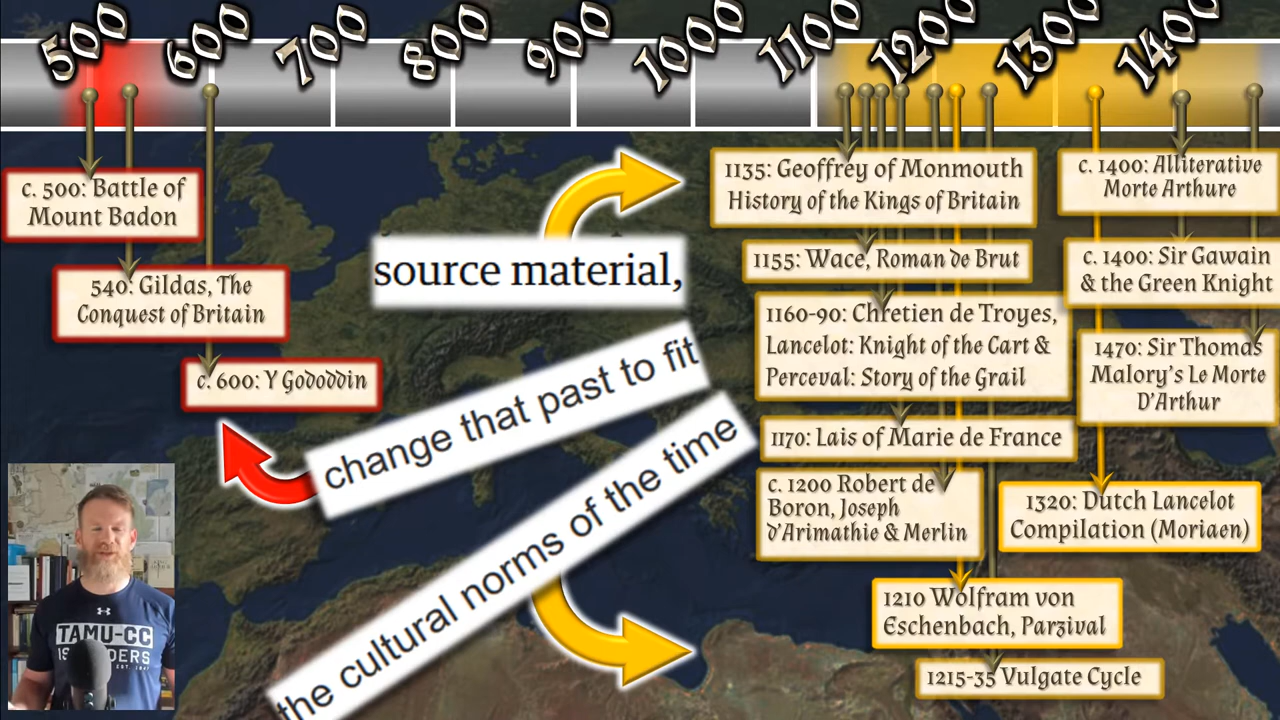 500
600
700
800
900
1000
1100
1200
1300
1400
c. 500: Battle of
Mount Badon
540: Gildas, The
Conquest of Britain
c. 600: Y Gododdin
source material,
change that past to fit
the cultural norms of the time
1135: Geoffrey of Monmouth
History of the Kings of Britain
1155: Wace, Roman de Brut
1160-90: Chretien de Troyes,
Lancelot: Knight of the Cart &
Perceval: Story of the Grail
1170: Lais of Marie de France
c. 1200 Robert de
Boron, Joseph
d'Arimathie & Merlin
1210 Wolfram von
Eschenbach, Parzival
1215-35 Vulgate Cycle
c. 1400: Alliterative
Morte Arthure
c. 1400: Sir Gawain
& the Green Knight
1470: Sir Thomas
Malory's Le Morte
D'Arthur
1320: Dutch Lancelot
Compilation (Moriaen)
TAMU-CC